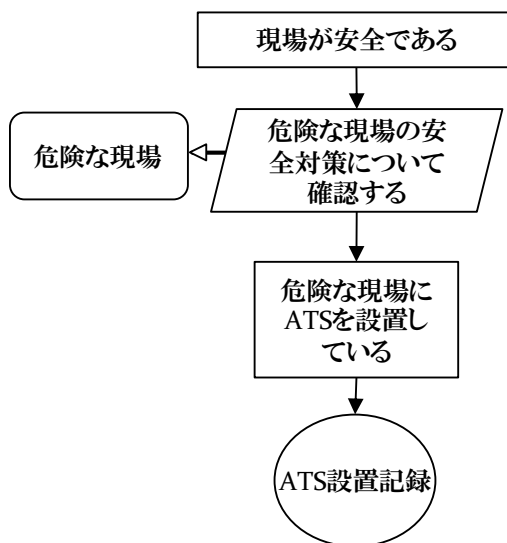 現場が安全である
危険な現場
危険な現場の安
全対策について
確認する
危険な現場に
ATSを設置し
ている
ATS設置記録